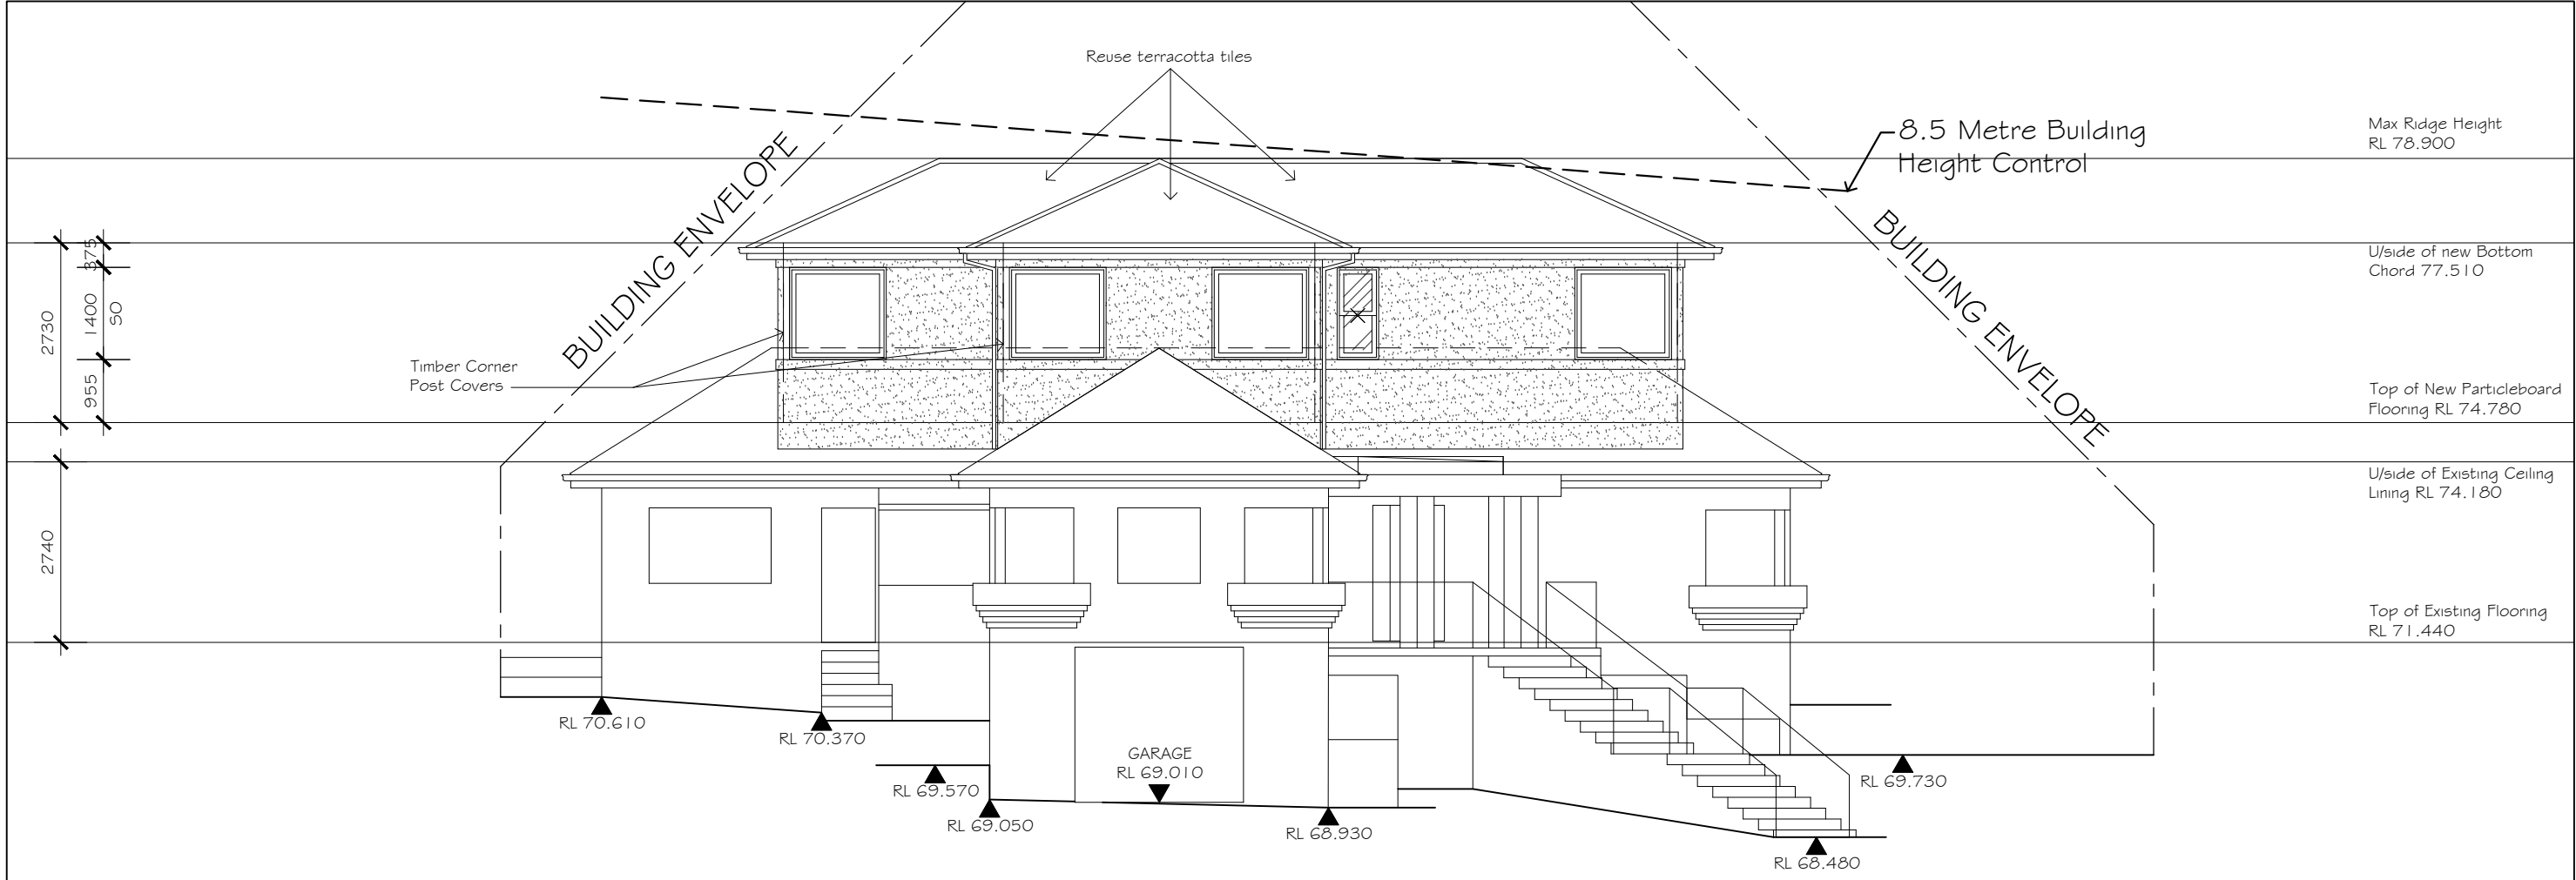 Reuse terracotta tiles
8.5 Metre Building
Height Control
Max Ridge Height
RL 78.900
BUILDING ENVELOPE
BUILDING ENVELOPE
U/side of new Bottom
Chord 77.510
375
1400
50
2730
955
Timber Corner
Post Covers
Top of New Particleboard
Flooring RL 74.780
U/side of Existing Ceiling
Lining RL 74.180
2740
Top of Existing Flooring
RL 71.440
RL 70.610
RL 70.370
GARAGE
RL 69.010
RL 69.570
RL 69.730
RL 69.050
RL 68.930
RL 68.480